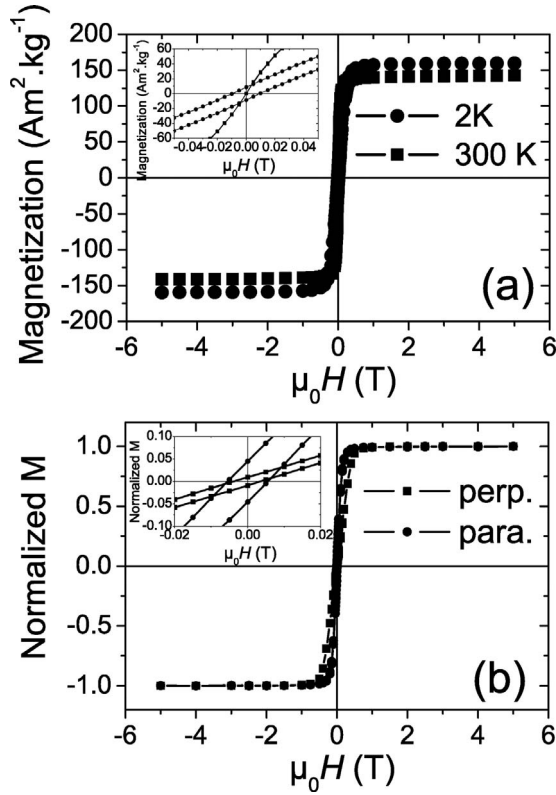 200
150
100
50
0
-50
-100
-150
-200
Magnetization (Am².kg⁻¹)
60
40
20
0
-20
-40
-60
Magnetization (Am².kg⁻¹)
-0.04 -0.02 0.00 0.02 0.04
μ₀H (T)
2K
300 K
(a)
-6 -4 -2 0 2 4 6
μ₀H (T)
1.0
0.5
0.0
-0.5
-1.0
Normalized M
0.10
0.05
0.00
-0.05
-0.10
Normalized M
-0.02 -0.01 0.00 0.01 0.02
μ₀H (T)
perp.
para.
(b)
-6 -4 -2 0 2 4 6
μ₀H (T)